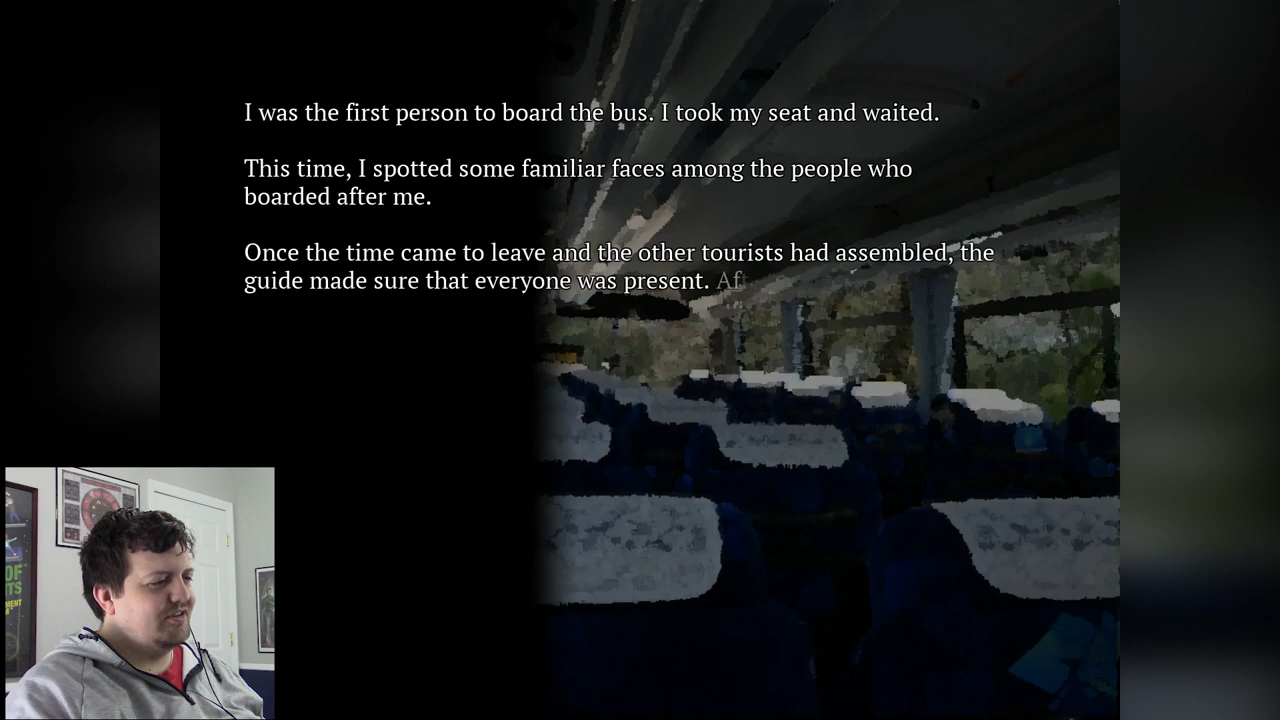 I was the first person to board the bus. I took my seat and waited.
This time, I spotted some familiar faces among the people who
boarded after me.
Once the time came to leave and the other tourists had assembled, the
guide made sure that everyone was present. Aft